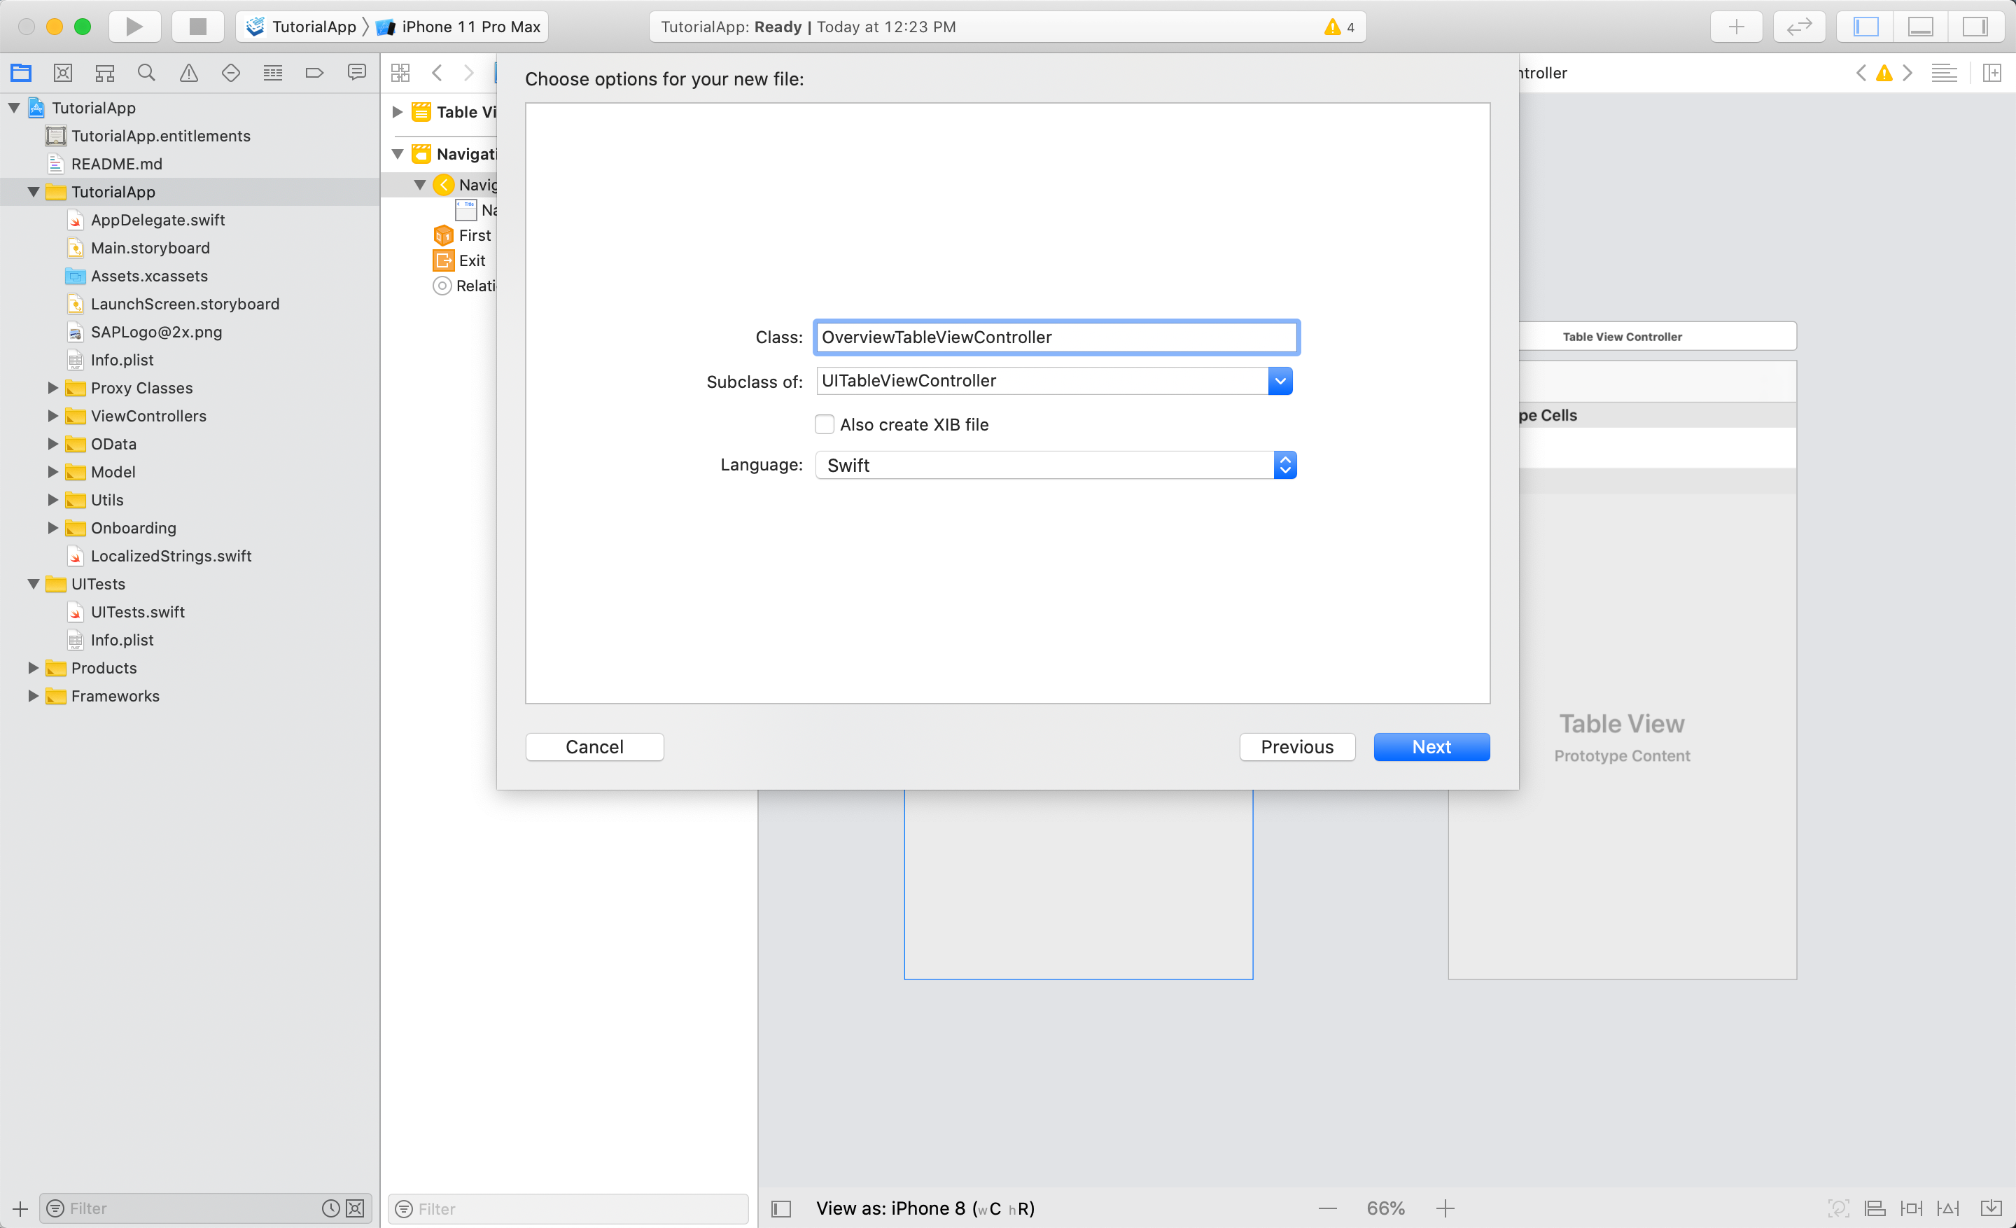 TutorialApp 〉 iPhone 11 Pro Max
TutorialApp: Ready | Today at 12:23 PM
4
TutorialApp
TutorialApp.entitlements
README.md
TutorialApp
AppDelegate.swift
Main.storyboard
Assets.xcassets
LaunchScreen.storyboard
SAPLogo@2x.png
Info.plist
Proxy Classes
ViewControllers
OData
Model
Utils
Onboarding
LocalizedStrings.swift
UITests
UITests.swift
Info.plist
Products
Frameworks
Filter
Table Vi
Navigati
Navig
Na
First
Exit
Relati
Filter
Choose options for your new file:
Class: OverviewTableViewController
Subclass of: UITableViewController
Also create XIB file
Language: Swift
Cancel
Previous
Next
ntroller
Table View Controller
pe Cells
Table View
Prototype Content
View as: iPhone 8 (wC hR)
66%